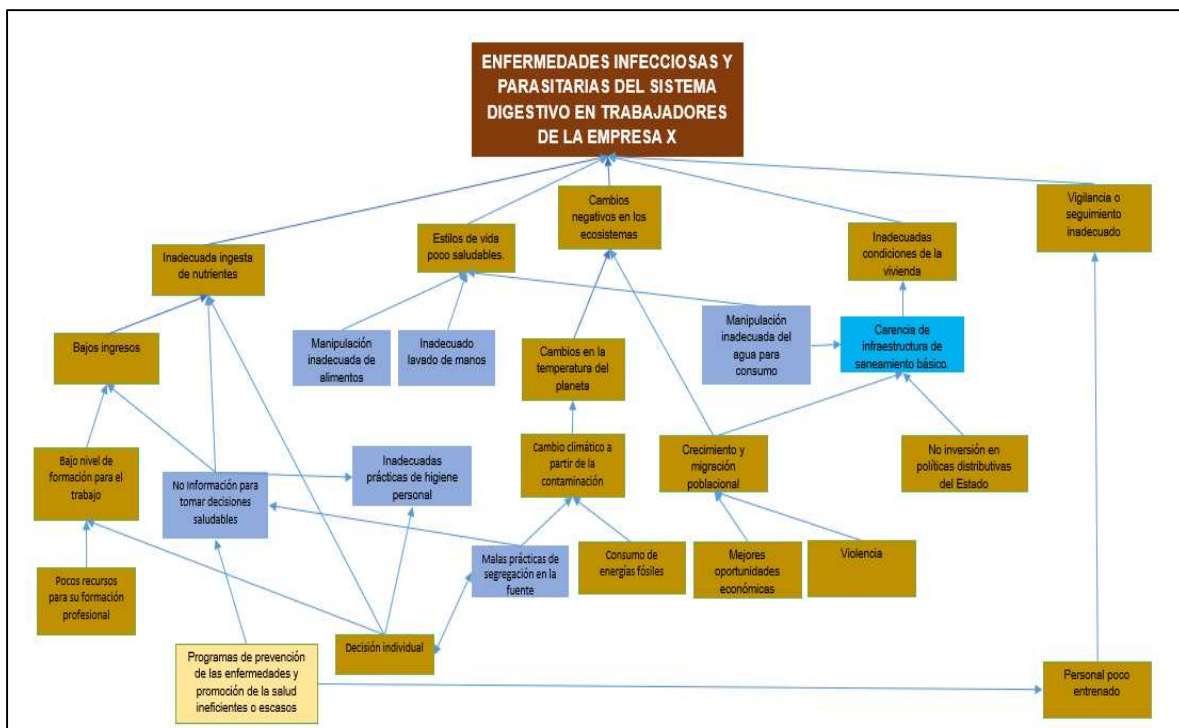 ENFERMEDADES INFECCIOSAS Y
PARASITARIAS DEL SISTEMA
DIGESTIVO EN TRABAJADORES
DE LA EMPRESA X
Inadecuada ingesta
de nutrientes
Estilos de vida
poco saludables.
Cambios
negativos en los
ecosistemas
Inadecuadas
condiciones de la
vivienda
Vigilancia o
seguimiento
inadecuado
Bajos ingresos
Manipulación
inadecuada de
alimentos
Inadecuado
lavado de manos
Cambios en la
temperatura del
planeta
Manipulación
inadecuada del
agua para
consumo
Carencia de
infraestructura de
saneamiento básico.
Bajo nivel de
formación para el
trabajo
No Información para
tomar decisiones
saludables
Inadecuadas
prácticas de higiene
personal
Cambio climático a
partir de la
contaminación
Crecimiento y
migración
poblacional
No inversión en
políticas distributivas
del Estado
Pocos recursos
para su formación
profesional
Malas prácticas de
segregación en la
fuente
Consumo de
energías fósiles
Mejores
oportunidades
económicas
Violencia
Programas de prevención
de las enfermedades y
promoción de la salud
ineficientes o escasos
Decisión individual
Personal poco
entrenado